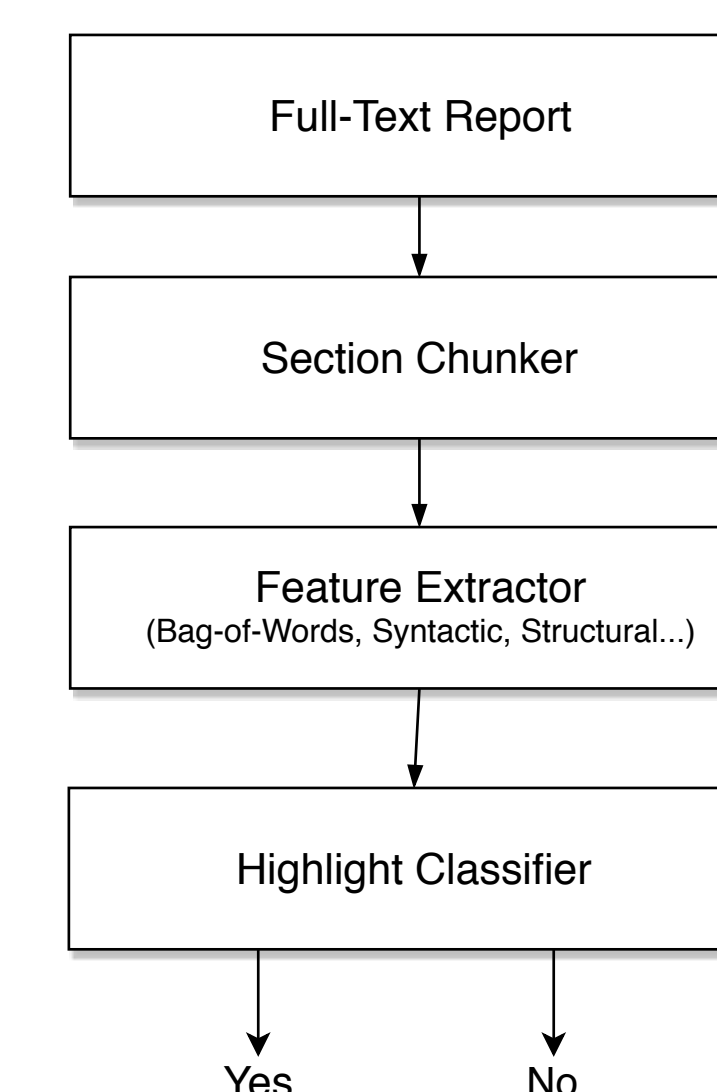 Full-Text Report
Section Chunker
Feature Extractor
(Bag-of-Words, Syntactic, Structural...)
Highlight Classifier
Yes No